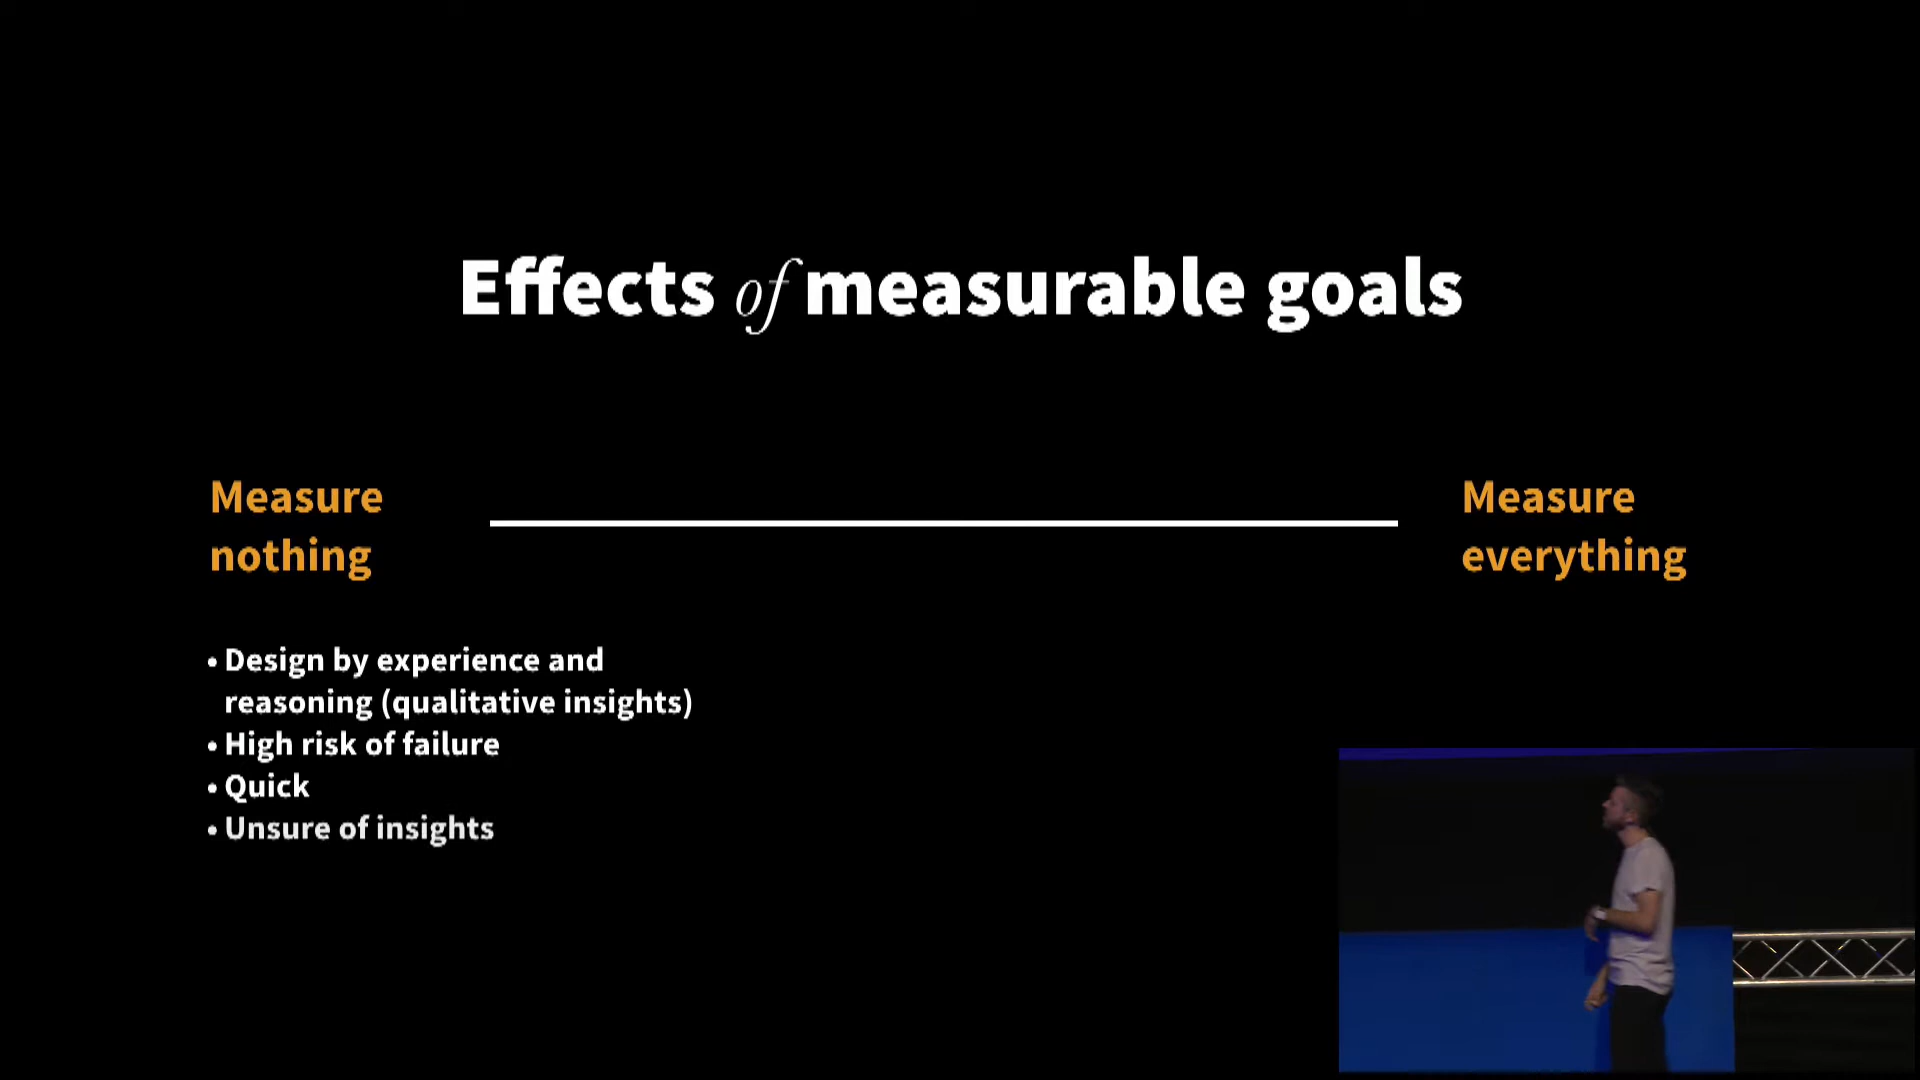 Effects of measurable goals
Measure
nothing
Measure
everything
• Design by experience and
reasoning (qualitative insights)
• High risk of failure
• Quick
• Unsure of insights